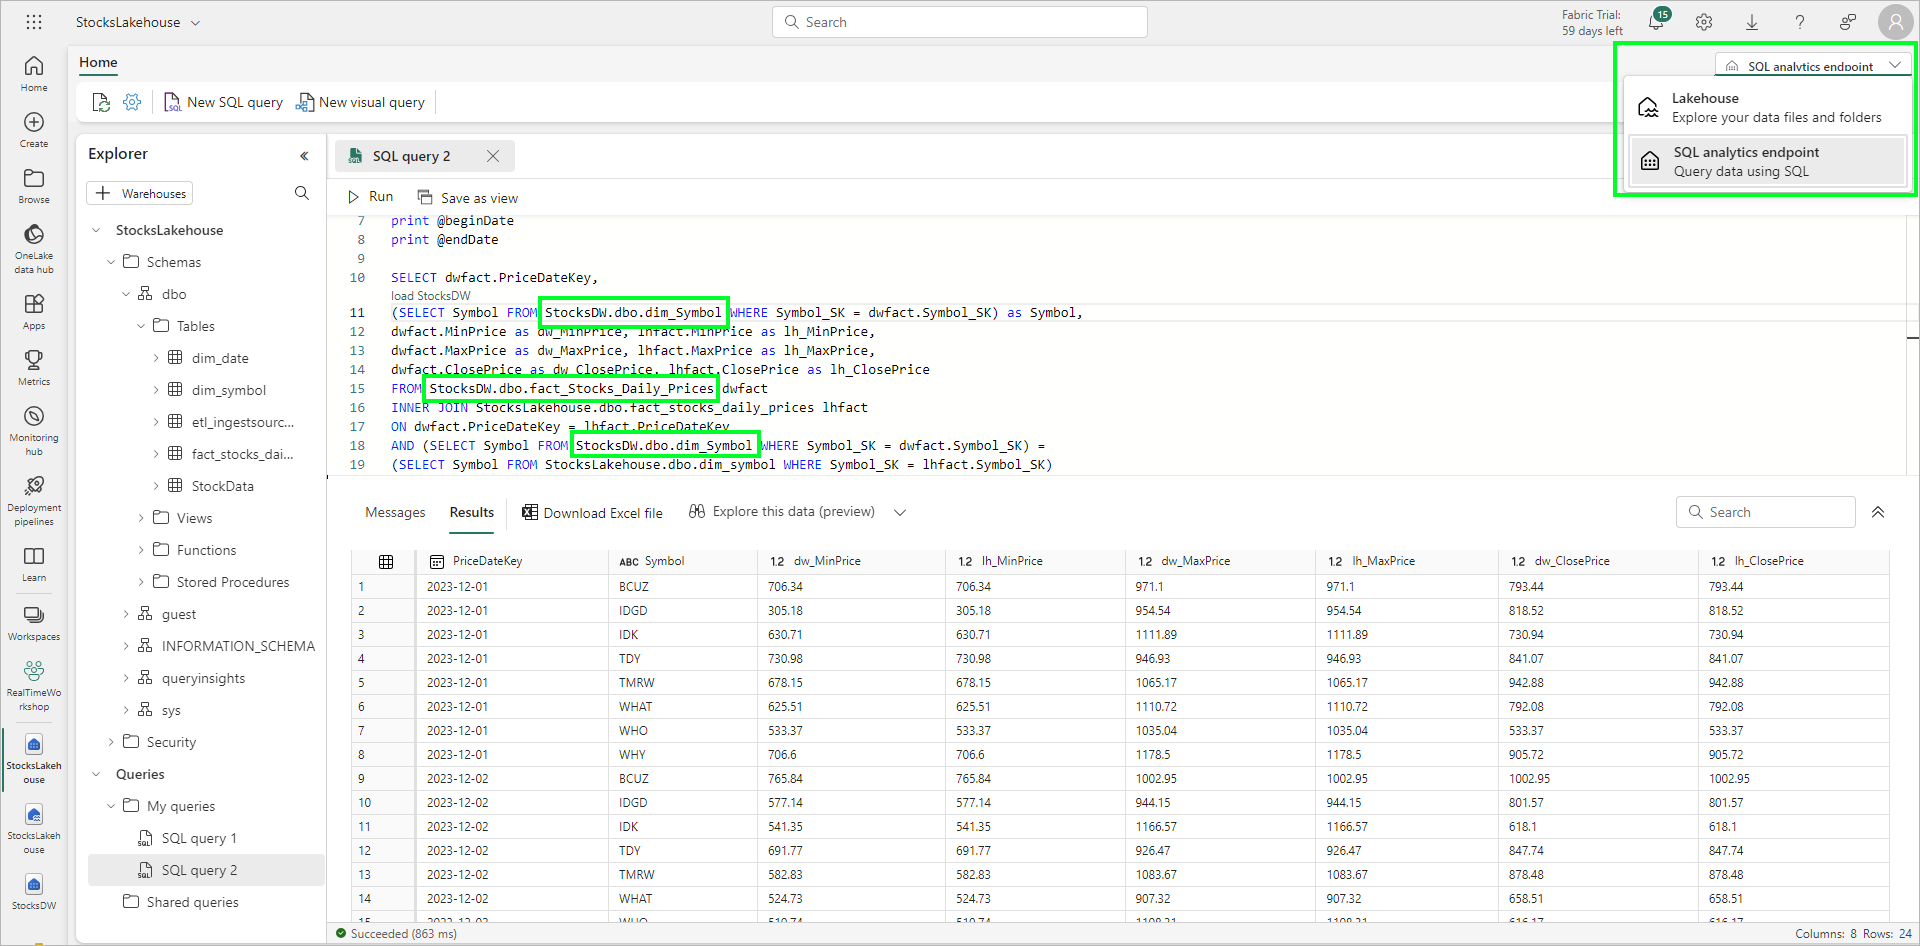 StocksLakehouse
Search
Fabric Trial:
59 days left
15
Home
SQL analytics endpoint
Lakehouse
Explore your data files and folders
SQL analytics endpoint
Query data using SQL
New SQL query
New visual query
Home
Create
Browse
OneLake
data hub
Apps
Metrics
Monitoring
hub
Deployment
pipelines
Learn
Workspaces
RealTimeWo
rkshop
StocksLakeh
ouse
StocksLakeh
ouse
StocksDW
Explorer
Warehouses
StocksLakehouse
Schemas
dbo
Tables
dim_date
dim_symbol
etl_ingestsourc...
fact_stocks_dai...
StockData
Views
Functions
Stored Procedures
guest
INFORMATION_SCHEMA
queryinsights
sys
Security
Queries
My queries
SQL query 1
SQL query 2
Shared queries
SQL query 2
Run
Save as view
7 print @beginDate
8 print @endDate
9
10 SELECT dwfact.PriceDateKey,
load StocksDW
11 (SELECT Symbol FROM StocksDW.dbo.dim_Symbol WHERE Symbol_SK = dwfact.Symbol_SK) as Symbol,
12 dwfact.MinPrice as dw_MinPrice, lhfact.MinPrice as lh_MinPrice,
13 dwfact.MaxPrice as dw_MaxPrice, lhfact.MaxPrice as lh_MaxPrice,
14 dwfact.ClosePrice as dw_ClosePrice, lhfact.ClosePrice as lh_ClosePrice
15 FROM StocksDW.dbo.fact_Stocks_Daily_Prices dwfact
16 INNER JOIN StocksLakehouse.dbo.fact_stocks_daily_prices lhfact
17 ON dwfact.PriceDateKey = lhfact.PriceDateKey
18 AND (SELECT Symbol FROM StocksDW.dbo.dim_Symbol WHERE Symbol_SK = dwfact.Symbol_SK) =
19 (SELECT Symbol FROM StocksLakehouse.dbo.dim_symbol WHERE Symbol_SK = lhfact.Symbol_SK)
Messages
Results
Download Excel file
Explore this data (preview)
Search
PriceDateKey ABC Symbol 1.2 dw_MinPrice 1.2 lh_MinPrice 1.2 dw_MaxPrice 1.2 lh_MaxPrice 1.2 dw_ClosePrice 1.2 lh_ClosePrice
1 2023-12-01 BCUZ 706.34 706.34 971.1 971.1 793.44 793.44
2 2023-12-01 IDGD 305.18 305.18 954.54 954.54 818.52 818.52
3 2023-12-01 IDK 630.71 630.71 1111.89 1111.89 730.94 730.94
4 2023-12-01 TDY 730.98 730.98 946.93 946.93 841.07 841.07
5 2023-12-01 TMRW 678.15 678.15 1065.17 1065.17 942.88 942.88
6 2023-12-01 WHAT 625.51 625.51 1110.72 1110.72 792.08 792.08
7 2023-12-01 WHO 533.37 533.37 1035.04 1035.04 533.37 533.37
8 2023-12-01 WHY 706.6 706.6 1178.5 1178.5 905.72 905.72
9 2023-12-02 BCUZ 765.84 765.84 1002.95 1002.95 1002.95 1002.95
10 2023-12-02 IDGD 577.14 577.14 944.15 944.15 801.57 801.57
11 2023-12-02 IDK 541.35 541.35 1166.57 1166.57 618.1 618.1
12 2023-12-02 TDY 691.77 691.77 926.47 926.47 847.74 847.74
13 2023-12-02 TMRW 582.83 582.83 1083.67 1083.67 878.48 878.48
14 2023-12-02 WHAT 524.73 524.73 907.32 907.32 658.51 658.51
Succeeded (863 ms)
Columns: 8 Rows: 24